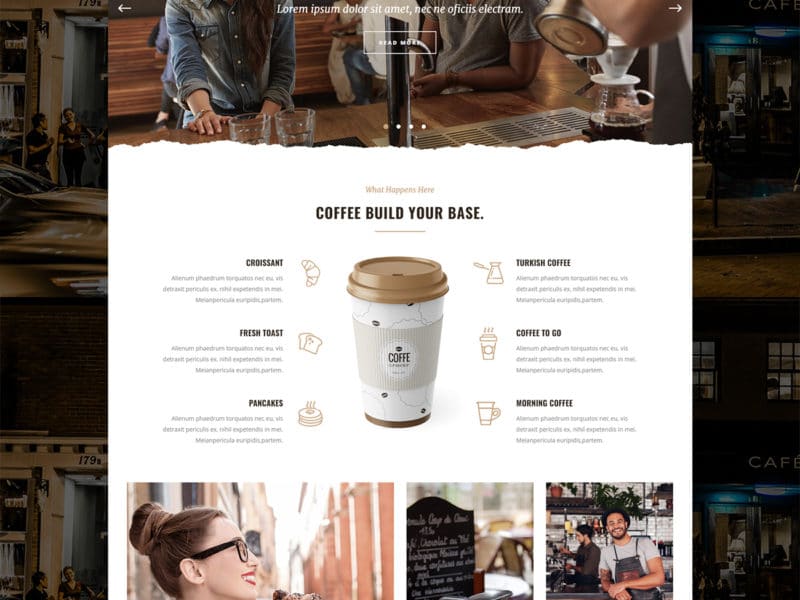 CAFÉ
Lorem ipsum dolor sit amet, nec ne oficiis electram.
READ MORE
179
What Happens Here
COFFEE BUILD YOUR BASE.
CROISSANT
Alienum phaedrum torquatos nec eu, vis
detraxit periculis ex, nihil expetendis in mei.
Meianpericula euripidis,partem.
FRESH TOAST
Alienum phaedrum torquatos nec eu, vis
detraxit periculis ex, nihil expetendis in mei.
Meianpericula euripidis,partem.
PANCAKES
Alienum phaedrum torquatos nec eu, vis
detraxit periculis ex, nihil expetendis in mei.
Meianpericula euripidis,partem.
COFFE
TURKISH COFFEE
Alienum phaedrum torquatos nec eu, vis
detraxit periculis ex, nihil expetendis in mei.
Meianpericula euripidis,partem.
COFFEE TO GO
Alienum phaedrum torquatos nec eu, vis
detraxit periculis ex, nihil expetendis in mei.
Meianpericula euripidis,partem.
MORNING COFFEE
Alienum phaedrum torquatos nec eu, vis
detraxit periculis ex, nihil expetendis in mei.
Meianpericula euripidis,partem.
179
CAFÉ